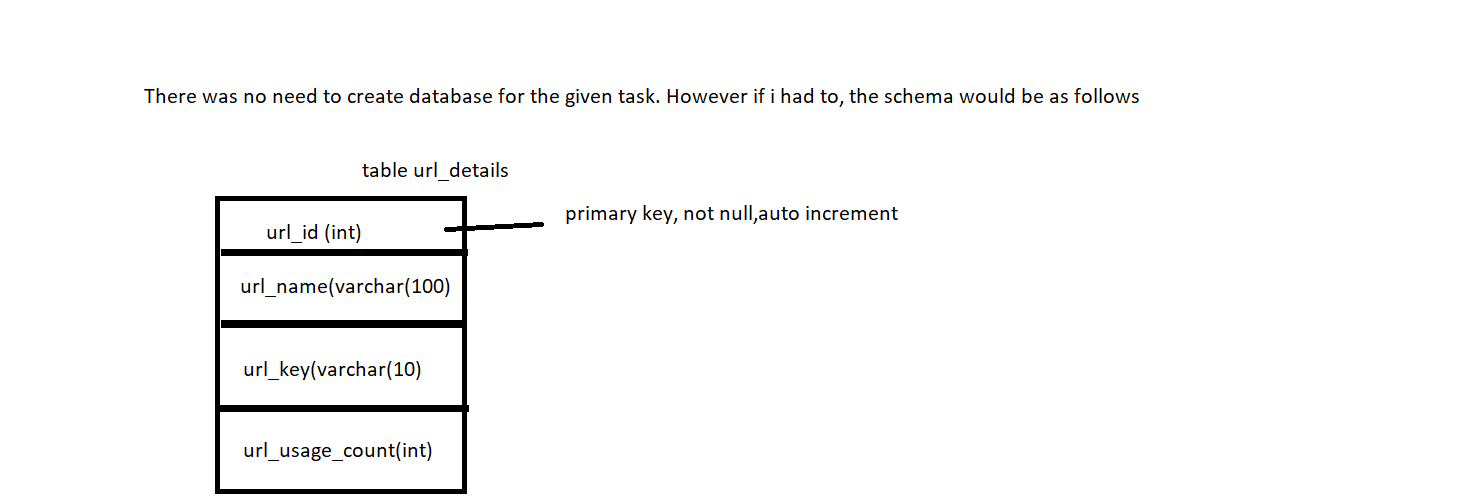 There was no need to create database for the given task. However if i had to, the schema would be as follows
table url_details
primary key, not null,auto increment
url_id (int)
url_name(varchar(100)
url_key(varchar(10)
url_usage_count(int)